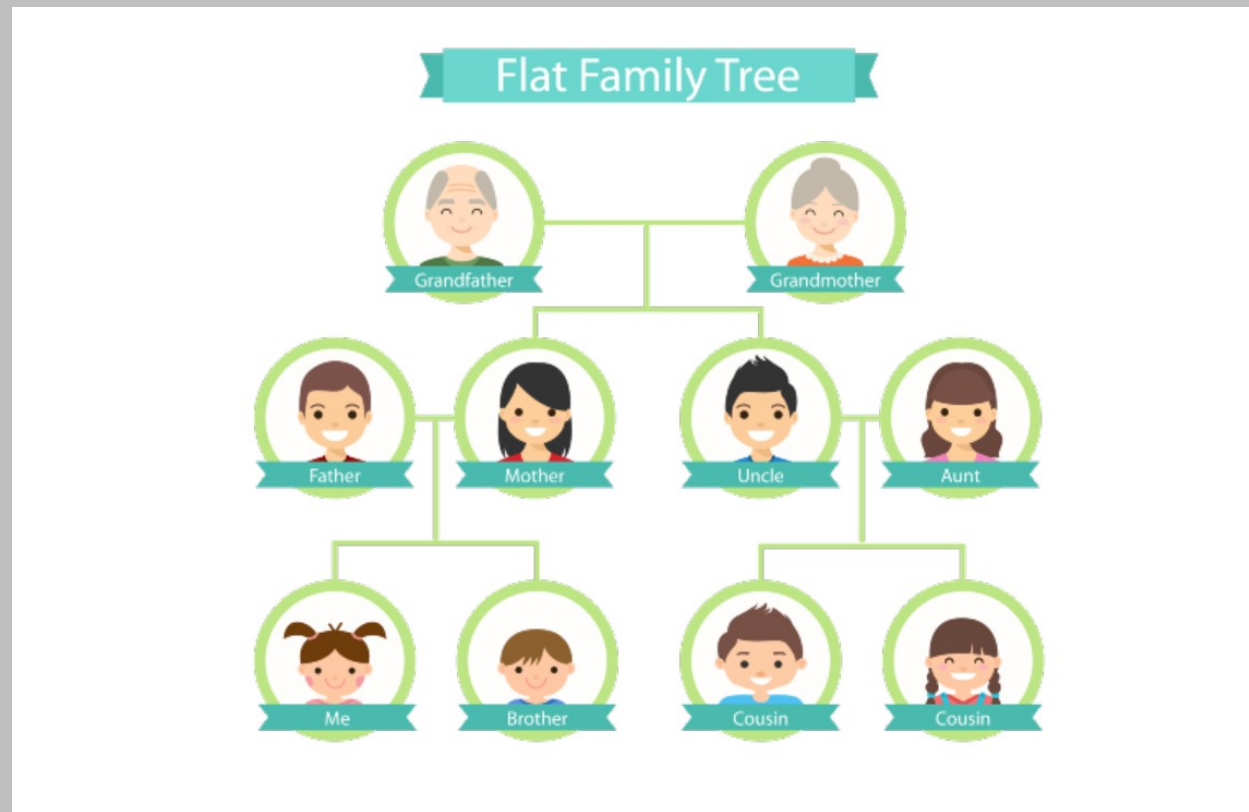 Flat Family Tree
Grandfather
Grandmother
Father
Mother
Uncle
Aunt
Me
Brother
Cousin
Cousin